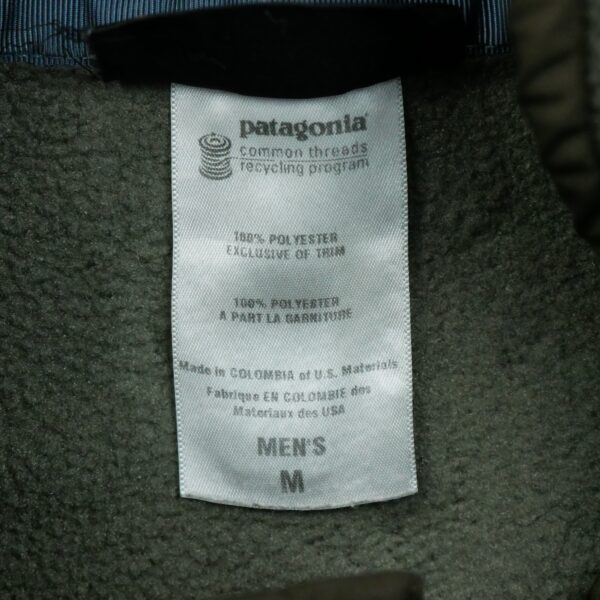 patagonia
common threads
recycling program
100% POLYESTER
EXCLUSIVE OF TRIM
100% POLYESTER
A PART LA GARNITURE
Made in COLOMBIA of U.S. Materials
Fabrique EN COLOMBIE des
Materiaux des USA
MEN'S
M